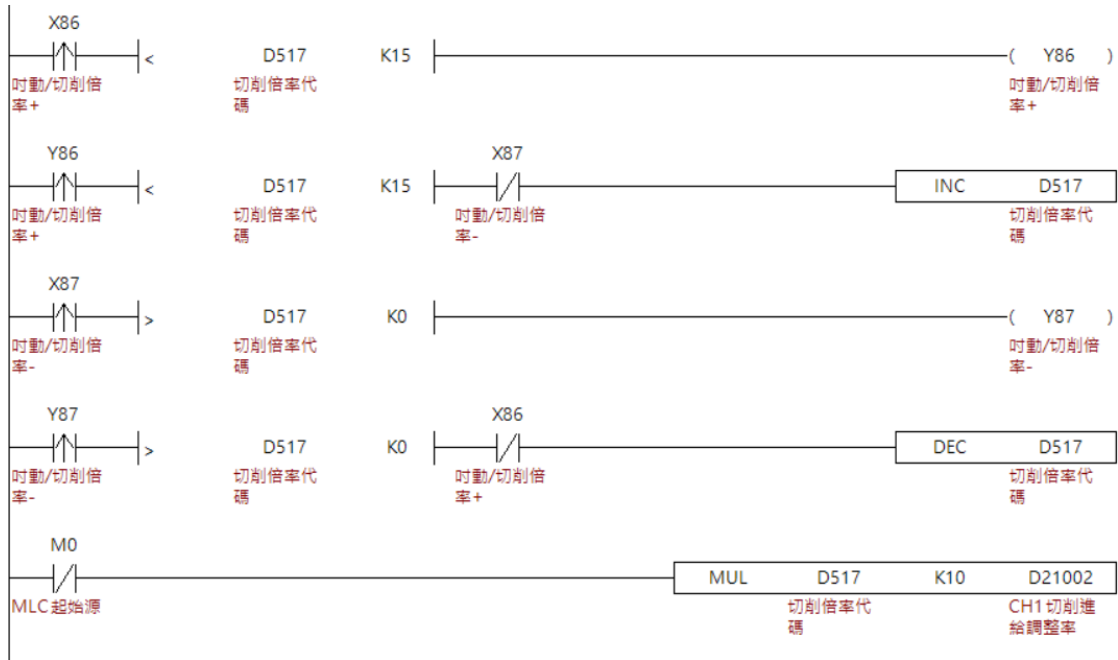 X86
< D517 K15 ( Y86 )
吋動/切削倍 切削倍率代 吋動/切削倍
率+ 碼 率+
Y86 X87
< D517 K15 INC D517
吋動/切削倍 切削倍率代 吋動/切削倍 切削倍率代
率+ 碼 率- 碼
X87
> D517 K0 ( Y87 )
吋動/切削倍 切削倍率代 吋動/切削倍
率- 碼 率-
Y87 X86
> D517 K0 DEC D517
吋動/切削倍 切削倍率代 吋動/切削倍 切削倍率代
率- 碼 率+ 碼
M0
MUL D517 K10 D21002
MLC起始源 切削倍率代 CH1切削進
碼 給調整率